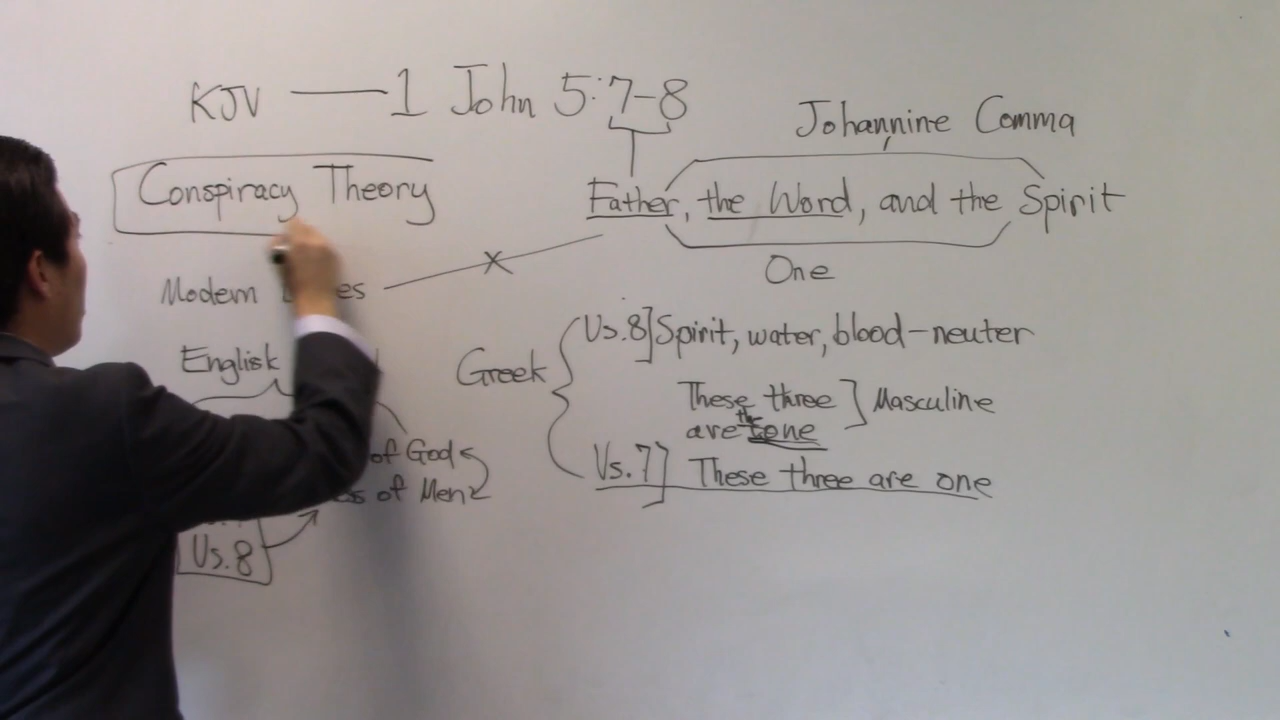 KJV — 1 John 5:7-8
Johannine Comma
Conspiracy Theory
Father, the Word, and the Spirit
One
Modern
English
of God
of Men
Vs. 8
Greek
Vs. 8] Spirit, water, blood - neuter
These three
are the one
] Masculine
Vs. 7] These three are one